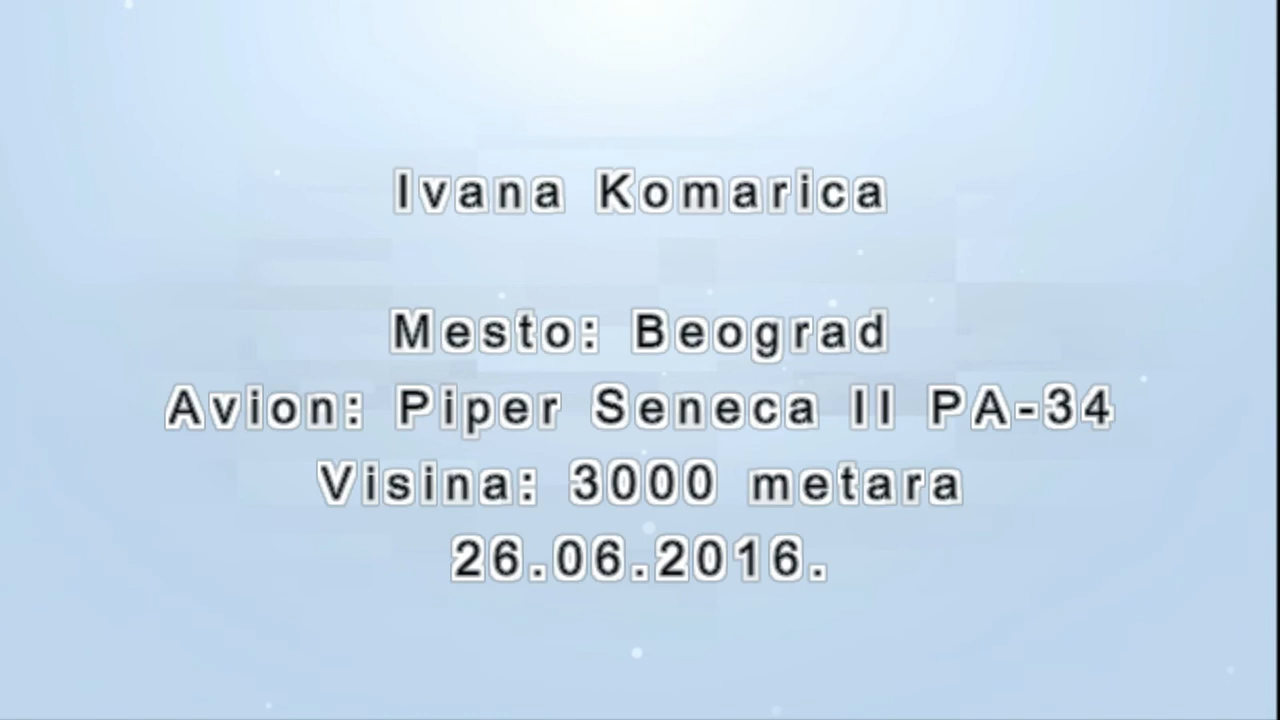 Ivana Komarica
Mesto: Beograd
Avion: Piper Seneca II PA-34
Visina: 3000 metara
26.06.2016.